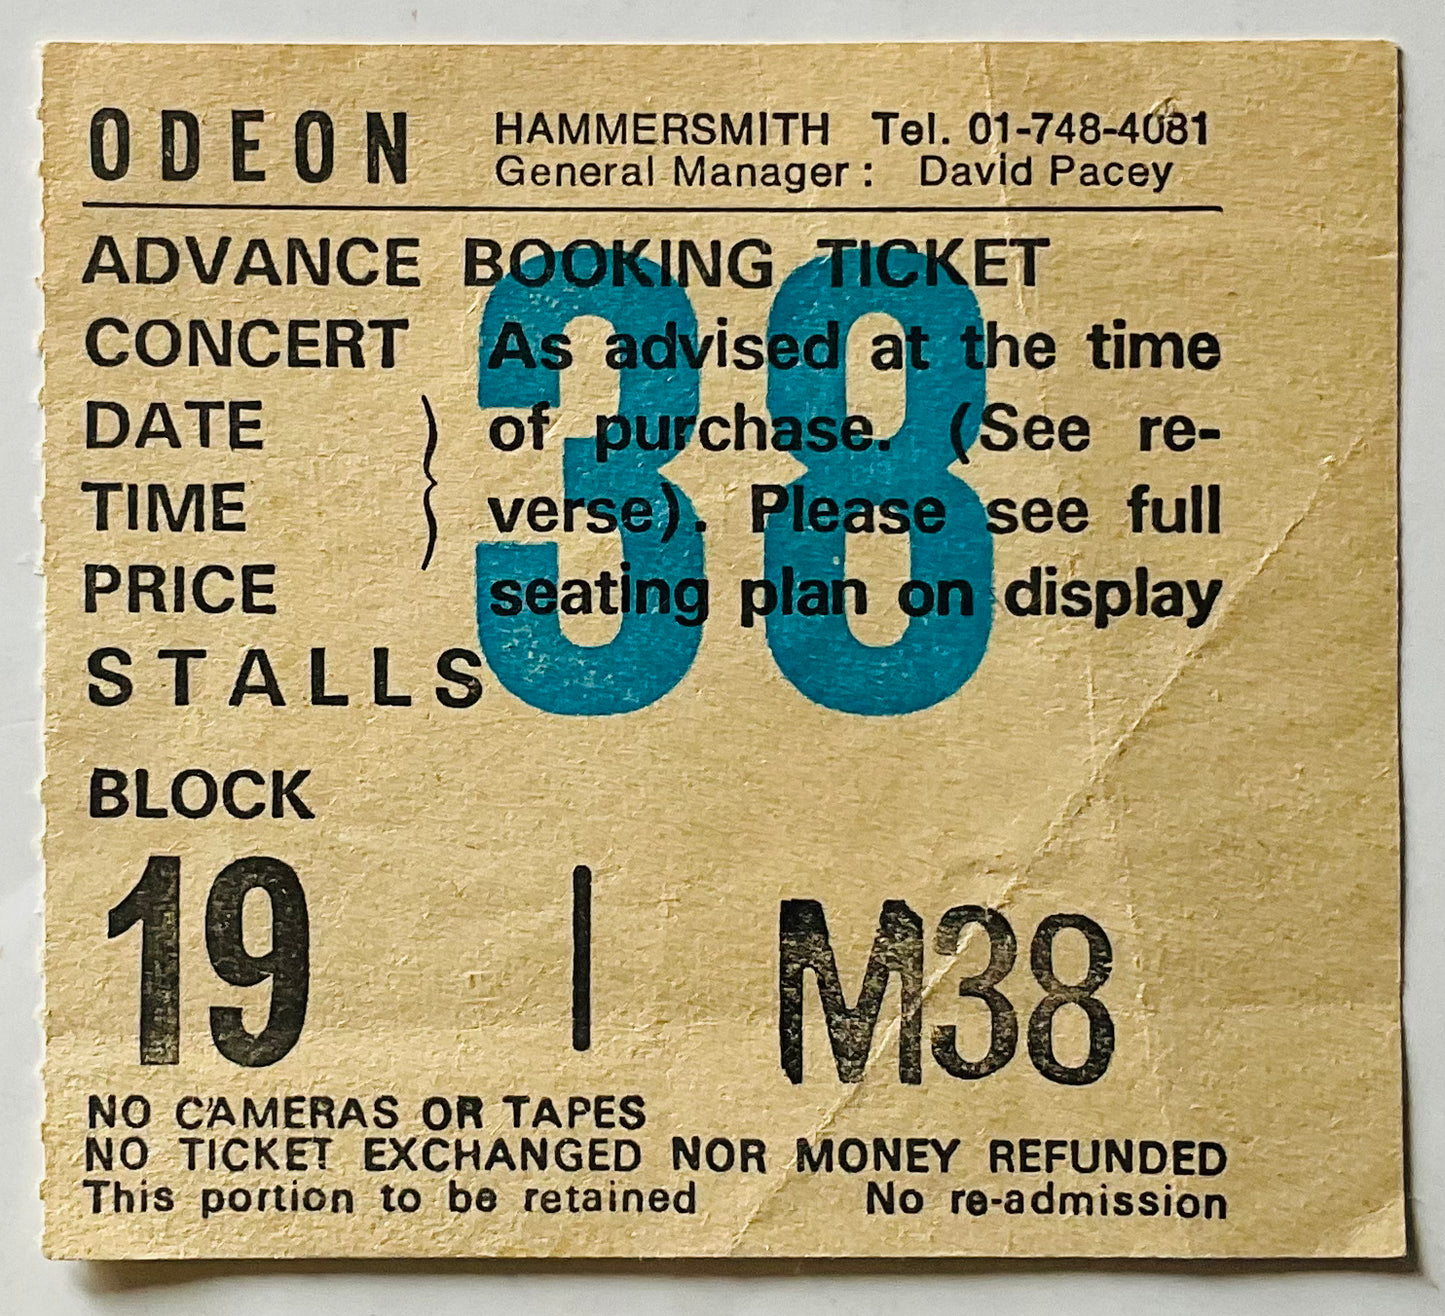 ODEON HAMMERSMITH Tel. 01-748-4081
General Manager: David Pacey
ADVANCE BOOKING TICKET
CONCERT As advised at the time
DATE of purchase. (See re-
TIME verse). Please see full
PRICE seating plan on display
STALLS
38
BLOCK
19 | M38
NO CAMERAS OR TAPES
NO TICKET EXCHANGED NOR MONEY REFUNDED
This portion to be retained No re-admission